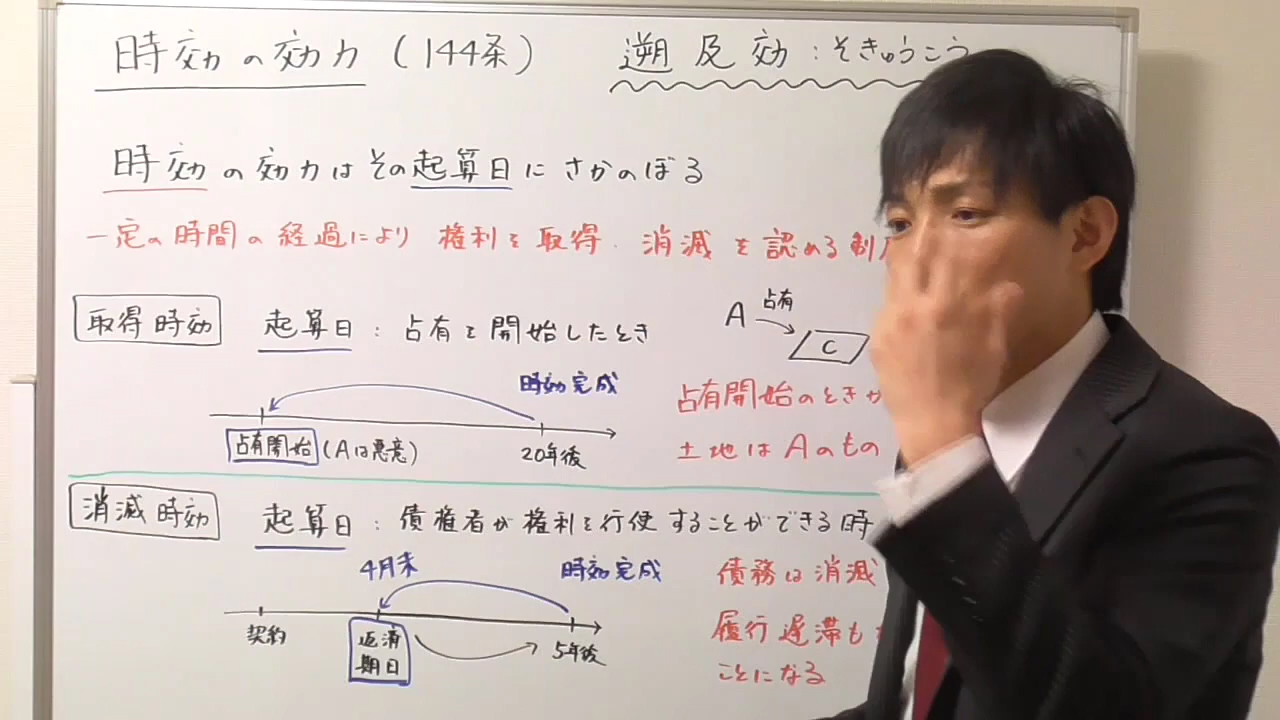 時効の効力(144条) 遡及効:そきゅうこう
時効の効力はその起算日にさかのぼる
一定の時間の経過により権利を取得・消滅を認める制
取得時効 起算日:占有を開始したとき
A 占有 C
時効完成
占有開始(Aは悪意) 20年後
占有開始のときか
土地はAのもの
消滅時効 起算日:債権者が権利を行使することができる時
4月末 時効完成
契約 返済期日 5年後
債務は消滅
履行遅滞も
ことになる